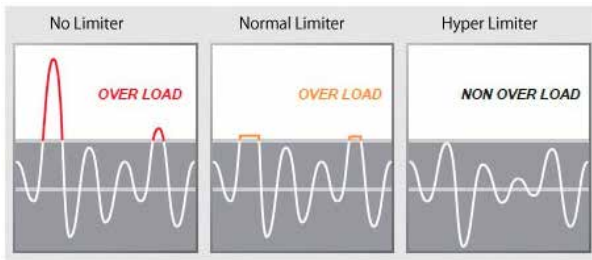 No Limiter
Normal Limiter
Hyper Limiter
OVER LOAD
OVER LOAD
NON OVER LOAD